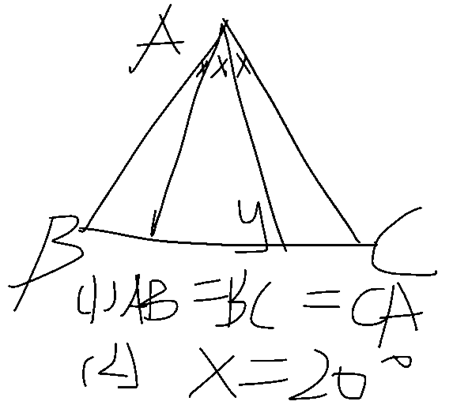 A
x x x
B y C
(1) AB = BC = CA
(2) x = 20°